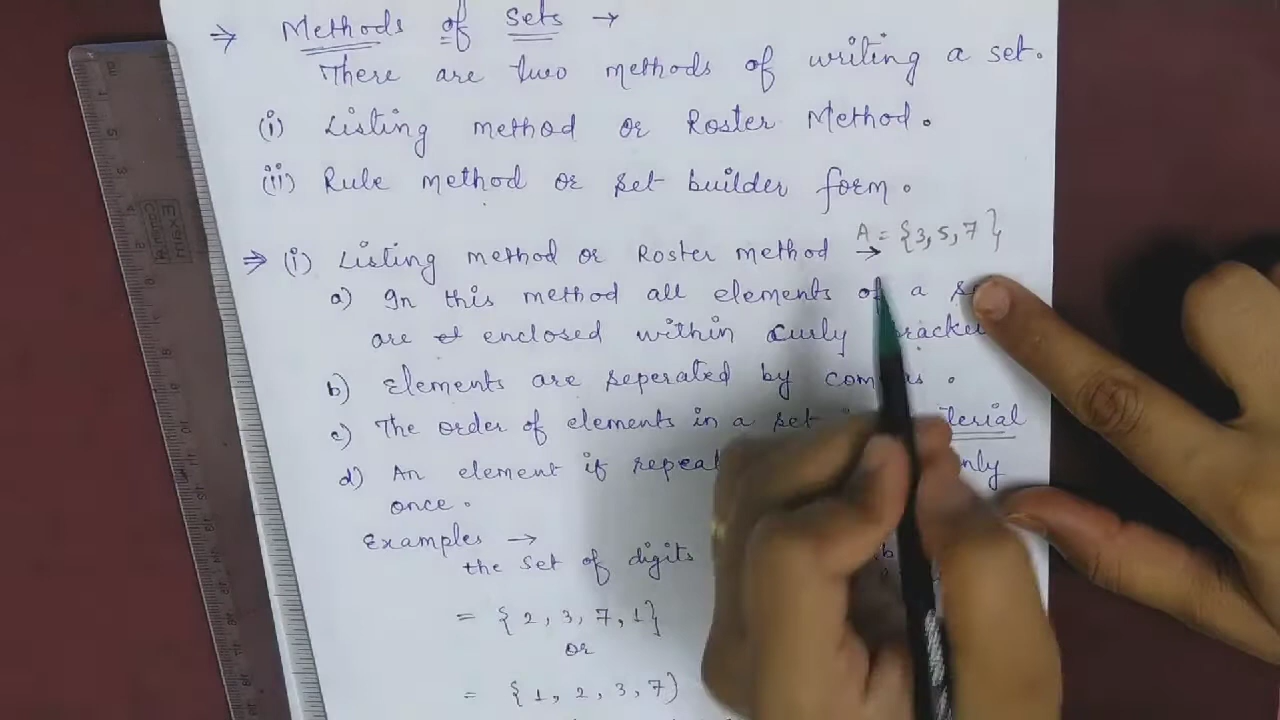 ⇒ Methods of Sets →
There are two methods of writing a set.
(i) Listing method or Roster Method.
(ii) Rule method or set builder form.
⇒ (i) Listing method or Roster method → A = {3, 5, 7}
a) In this method all elements of a
are enclosed within curly
b) Elements are seperated by
c) The order of elements in a set
d) An element if only
once.
Examples →
the set of digits
= { 2, 3, 7, 1}
or
= {1, 2, 3, 7)